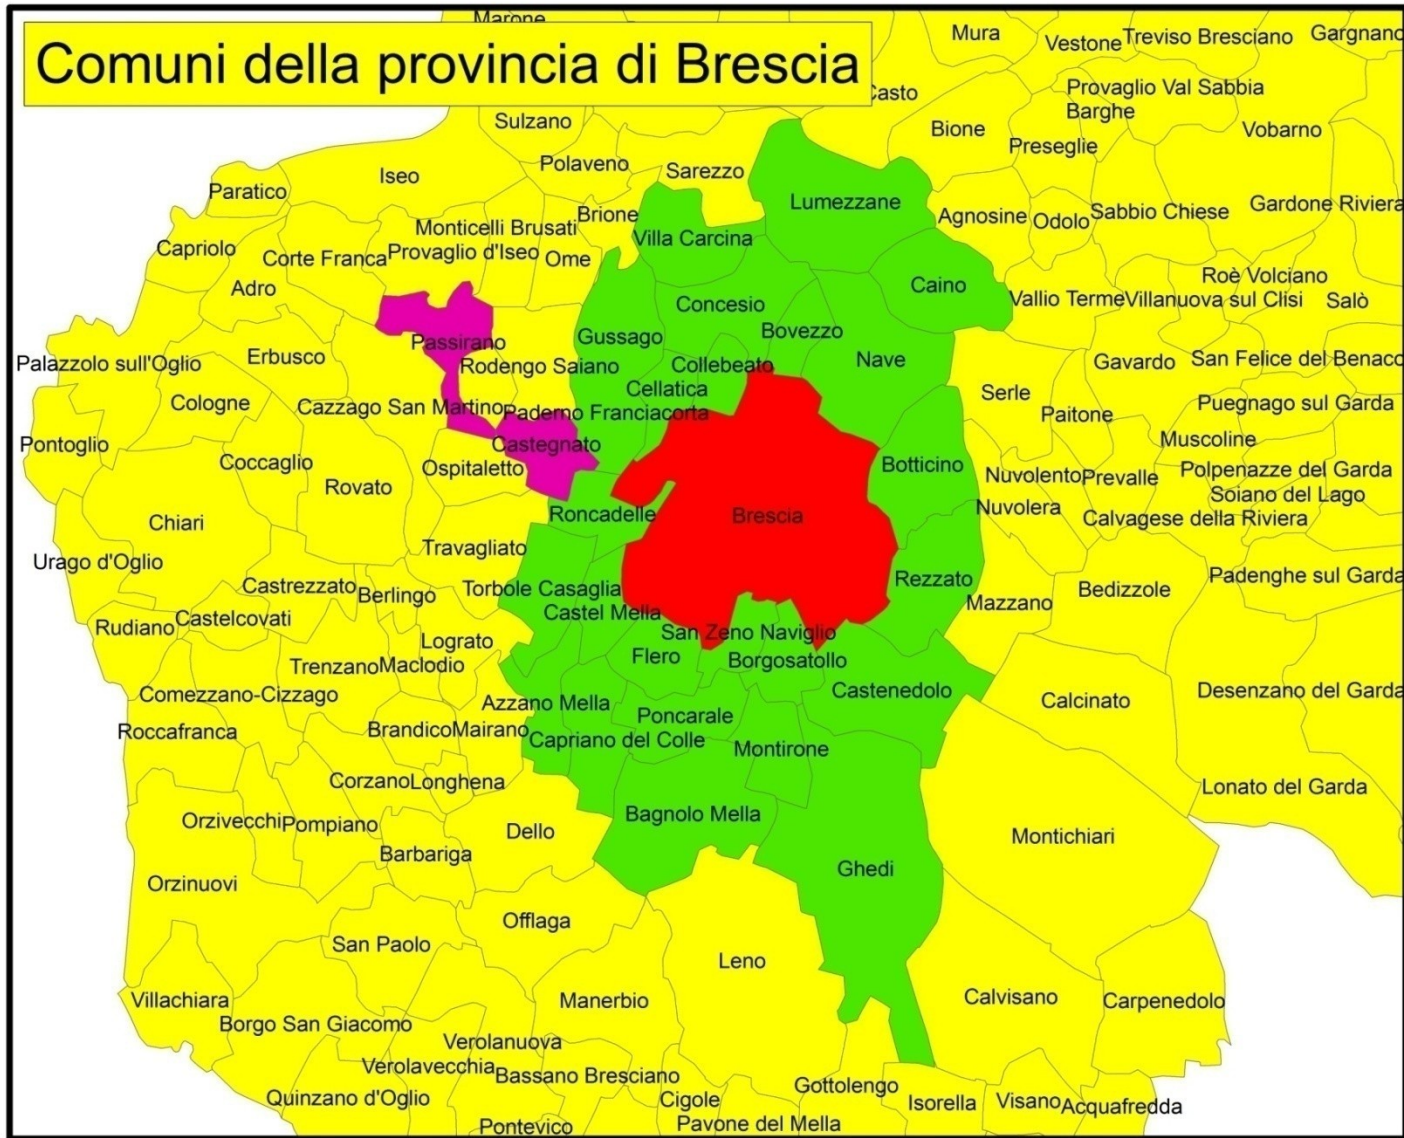 Marone
Comuni della provincia di Brescia
Mura
Vestone
Treviso Bresciano
Gargnano
Casto
Provaglio Val Sabbia
Barghe
Sulzano
Bione
Vobarno
Preseglie
Polaveno
Sarezzo
Iseo
Paratico
Lumezzane
Gardone Riviera
Brione
Agnosine
Odolo
Sabbio Chiese
Monticelli Brusati
Villa Carcina
Capriolo
Corte Franca
Provaglio d'Iseo
Ome
Roè Volciano
Adro
Caino
Vallio Terme
Villanuova sul Clisi
Salò
Concesio
Bovezzo
Gussago
Passirano
Erbusco
Nave
Gavardo
San Felice del Benaco
Palazzolo sull'Oglio
Rodengo Saiano
Collebeato
Cellatica
Serle
Cologne
Cazzago San Martino
Paderno Franciacorta
Paitone
Puegnago sul Garda
Pontoglio
Castegnato
Muscoline
Coccaglio
Ospitaletto
Botticino
Nuvolento
Prevalle
Polpenazze del Garda
Rovato
Soiano del Lago
Chiari
Roncadelle
Brescia
Nuvolera
Calvagese della Riviera
Travagliato
Urago d'Oglio
Castrezzato
Berlingo
Torbole Casaglia
Rezzato
Bedizzole
Padenghe sul Garda
Mazzano
Castelcovati
Castel Mella
Rudiano
Lograto
San Zeno Naviglio
Trenzano
Maclodio
Flero
Borgosatollo
Comezzano-Cizzago
Castenedolo
Calcinato
Desenzano del Garda
Azzano Mella
Roccafranca
Brandico
Mairano
Poncarale
Capriano del Colle
Montirone
Corzano
Longhena
Lonato del Garda
Orzivecchi
Pompiano
Dello
Bagnolo Mella
Montichiari
Barbariga
Orzinuovi
Ghedi
Offlaga
San Paolo
Leno
Villachiara
Manerbio
Calvisano
Carpenedolo
Borgo San Giacomo
Verolanuova
Verolavecchia
Bassano Bresciano
Gottolengo
Quinzano d'Oglio
Cigole
Isorella
Visano
Acquafredda
Pontevico
Pavone del Mella